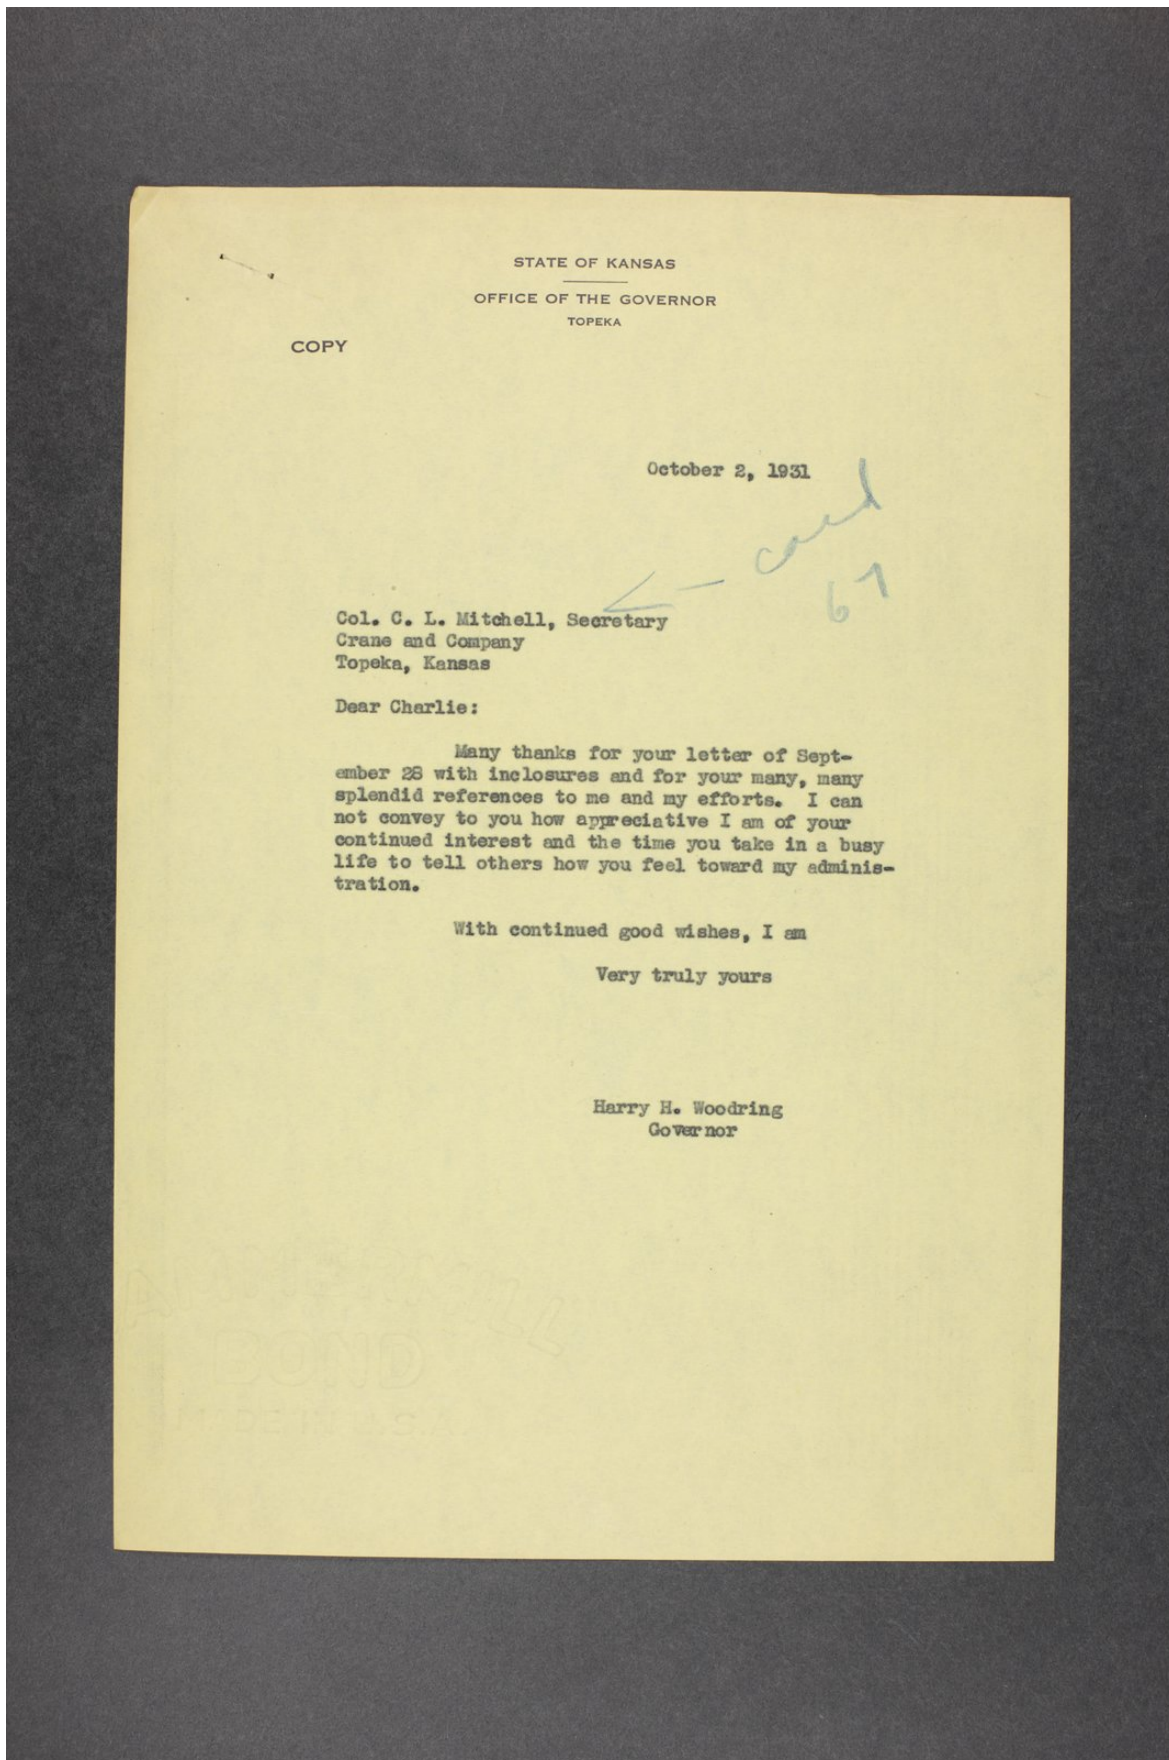 STATE OF KANSAS
OFFICE OF THE GOVERNOR
TOPEKA
COPY
October 2, 1931
card
67
Col. C. L. Mitchell, Secretary
Crane and Company
Topeka, Kansas
Dear Charlie:
Many thanks for your letter of Sept-
ember 28 with inclosures and for your many, many
splendid references to me and my efforts. I can
not convey to you how appreciative I am of your
continued interest and the time you take in a busy
life to tell others how you feel toward my adminis-
tration.
With continued good wishes, I am
Very truly yours
Harry H. Woodring
Governor
BOND